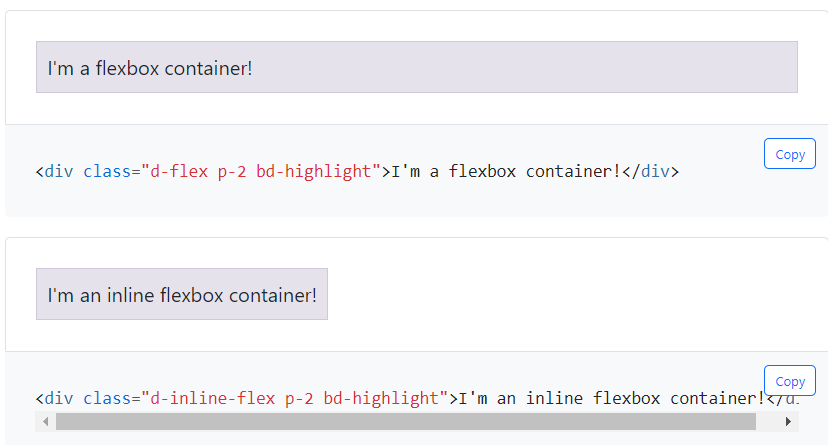 I'm a flexbox container!
Copy
<div class="d-flex p-2 bd-highlight">I'm a flexbox container!</div>
I'm an inline flexbox container!
Copy
<div class="d-inline-flex p-2 bd-highlight">I'm an inline flexbox container!</d